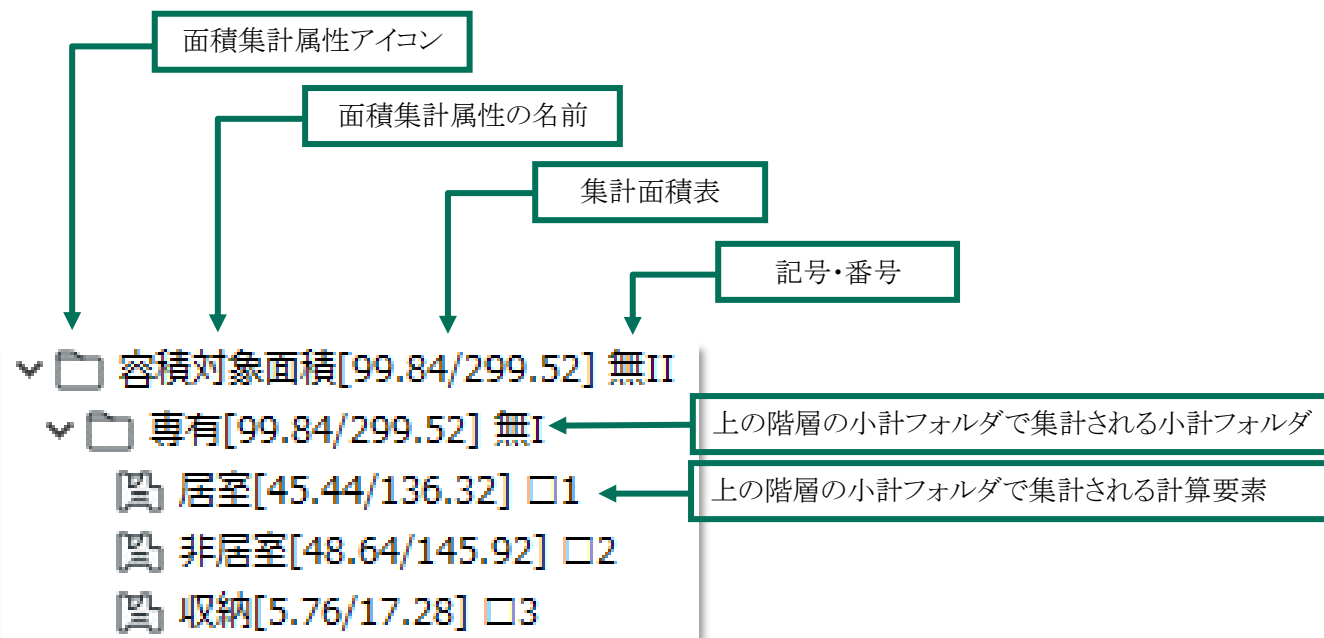 面積集計属性アイコン
面積集計属性の名前
集計面積表
記号・番号
容積対象面積[99.84/299.52] 無II
専有[99.84/299.52] 無I
上の階層の小計フォルダで集計される小計フォルダ
居室[45.44/136.32] □1
上の階層の小計フォルダで集計される計算要素
非居室[48.64/145.92] □2
収納[5.76/17.28] □3